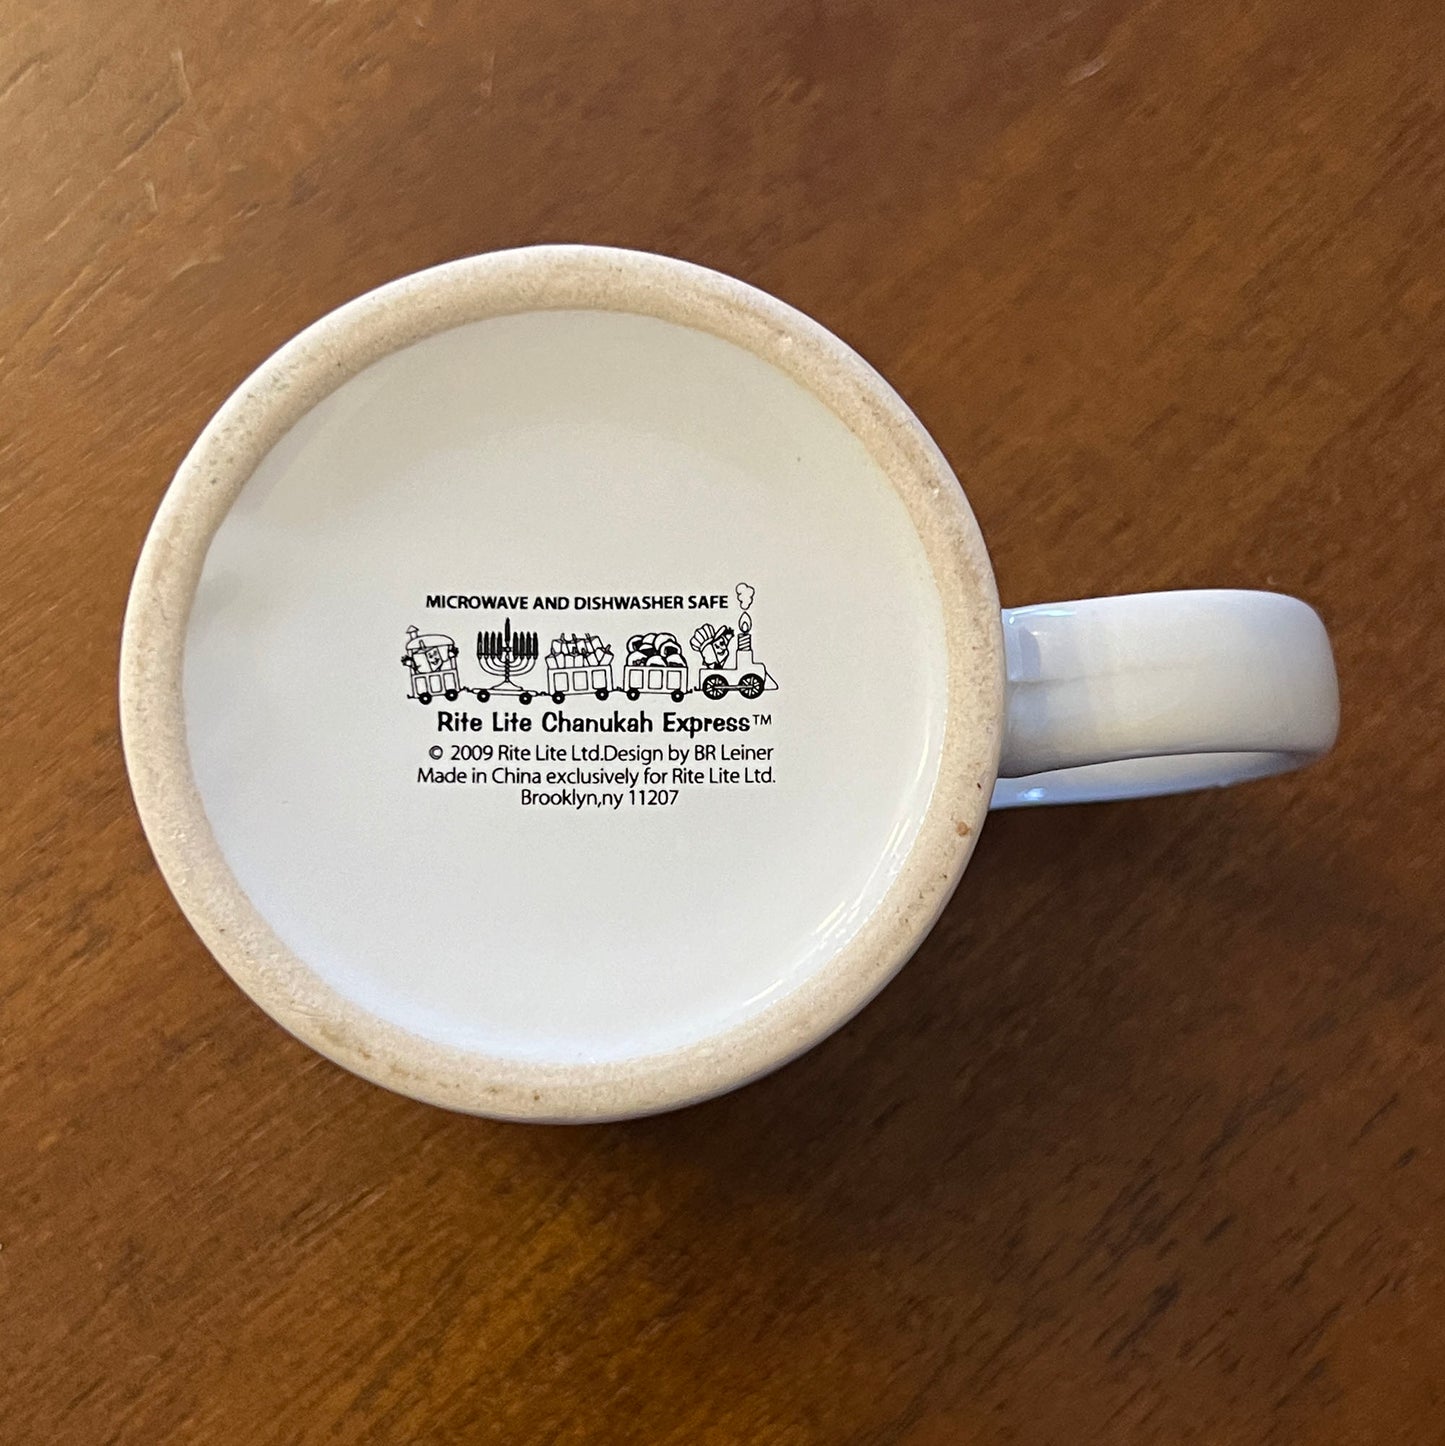 MICROWAVE AND DISHWASHER SAFE
Rite Lite Chanukah Express™
© 2009 Rite Lite Ltd.Design by BR Leiner
Made in China exclusively for Rite Lite Ltd.
Brooklyn,ny 11207